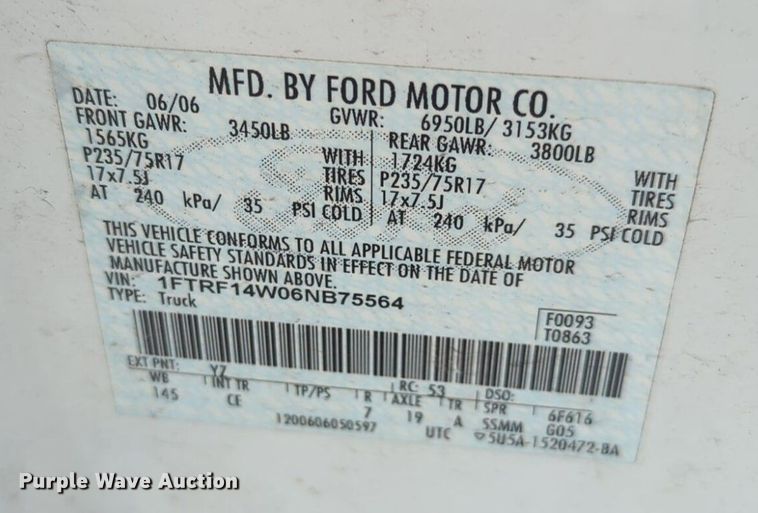 MFD. BY FORD MOTOR CO.
DATE: 06/06 GVWR: 6950LB/ 3153KG
FRONT GAWR: 3450LB REAR GAWR: 3800LB
1565KG WITH 1724KG WITH
P235/75R17 TIRES P235/75R17 TIRES
17x7.5J RIMS 17x7.5J RIMS
AT 240 kPa/ 35 PSI COLD AT 240 kPa/ 35 PSI COLD
THIS VEHICLE CONFORMS TO ALL APPLICABLE FEDERAL MOTOR
VEHICLE SAFETY STANDARDS IN EFFECT ON THE DATE OF
MANUFACTURE SHOWN ABOVE.
VIN: 1FTRF14W06NB75564
TYPE: Truck
F0093
T0863
EXT PNT: YZ RC: 53 DSO:
WB INT TR TP/PS R AXLE TR SPR 6F616
145 CE 7 19 A SSMM G05
1200606050597 UTC 5U5A-1520472-BA
Purple Wave Auction